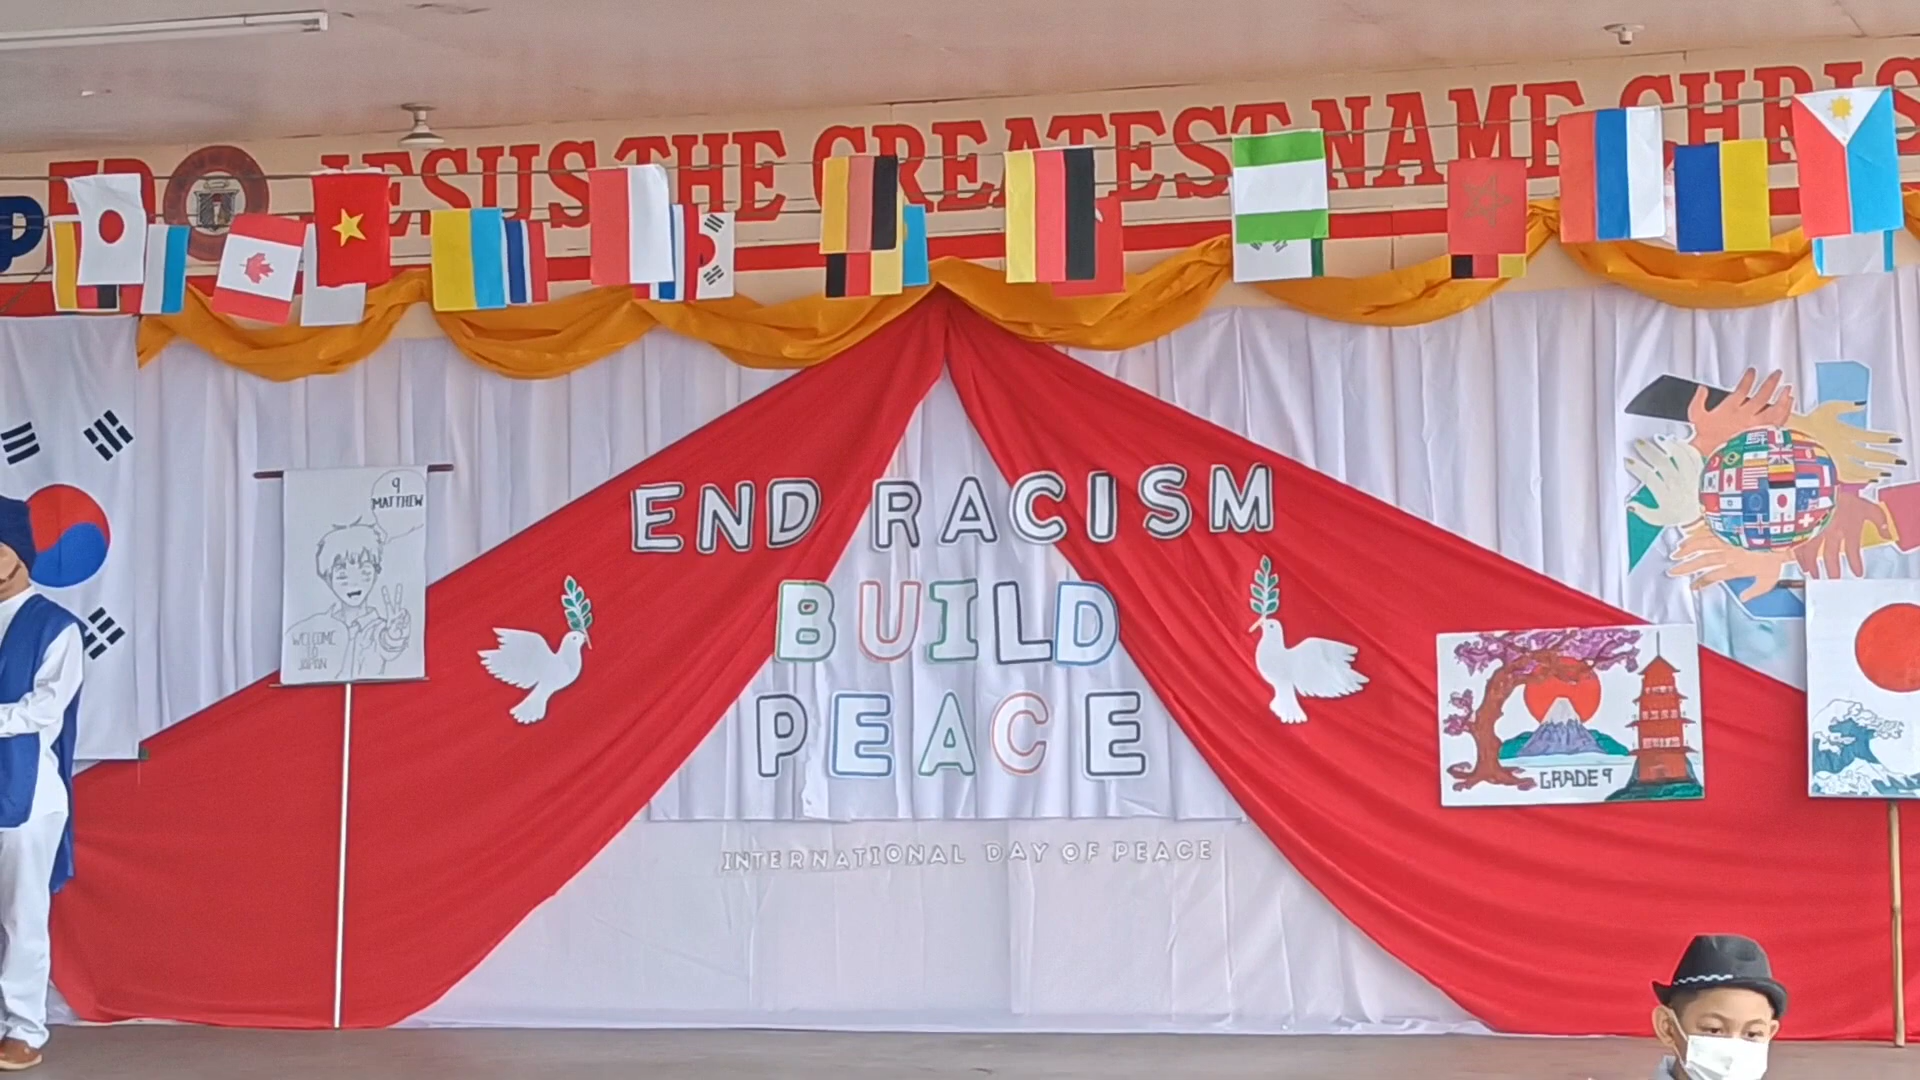 JESUS THE GREATEST NAME CHRIS
9
MATTHEW
WELCOME
TO
JAPAN
END RACISM
BUILD
PEACE
INTERNATIONAL DAY OF PEACE
GRADE 9